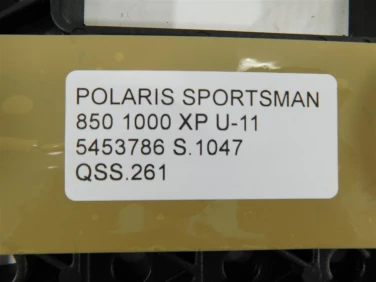 POLARIS SPORTSMAN
850 1000 XP U-11
5453786 S.1047
QSS.261